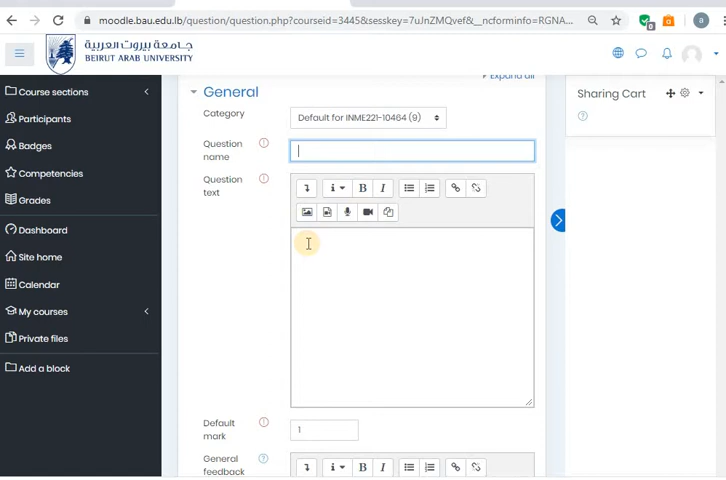 moodle.bau.edu.lb/question/question.php?courseid=3445&sesskey=7uJnZMQvef&__ncforminfo=RGNA...
0
a
جامعة بيروت العربية
BEIRUT ARAB UNIVERSITY
Course sections
Participants
Badges
Competencies
Grades
Dashboard
Site home
Calendar
My courses
Private files
Add a block
Expand all
General
Category
Default for INME221-10464 (9)
Question
name
Question
text
i B I
Default
mark
1
General
feedback
i B I
Sharing Cart